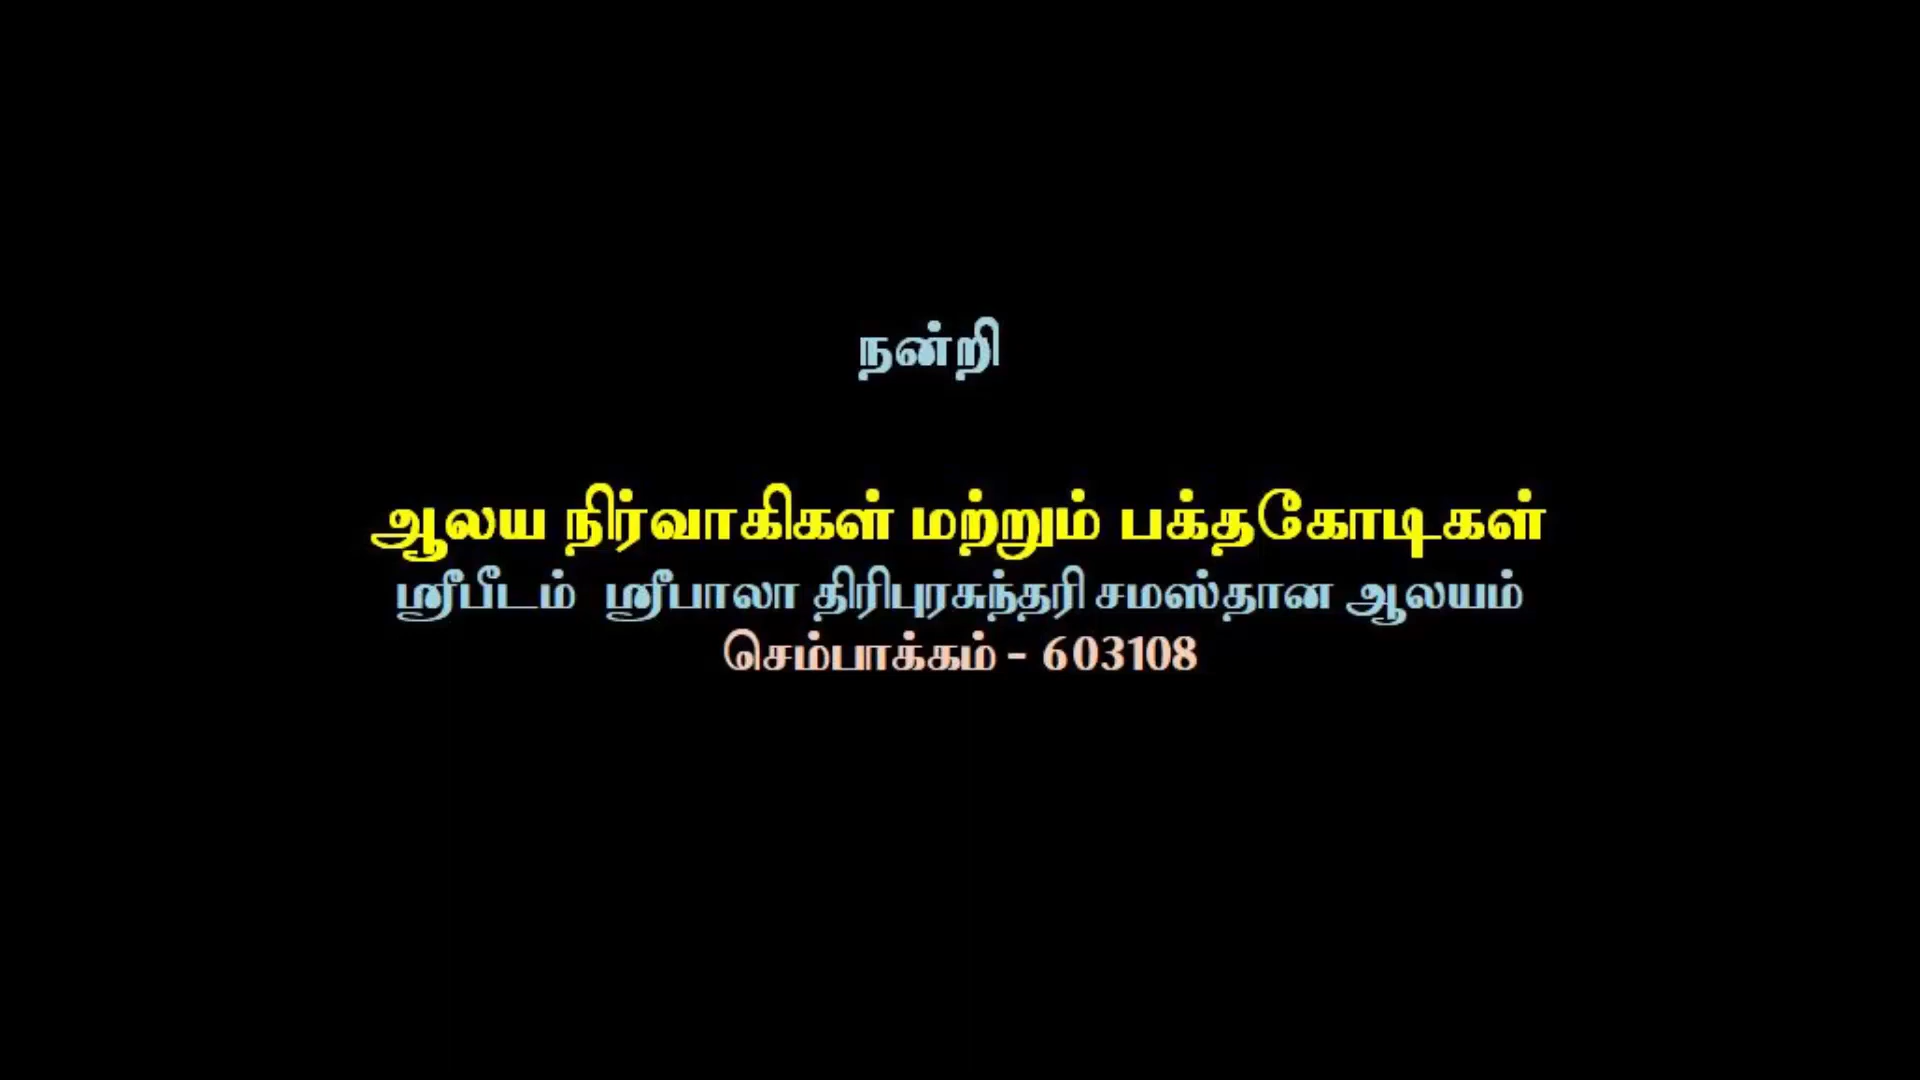 நன்றி
ஆலய நிர்வாகிகள் மற்றும் பக்தகோடிகள்
ஸ்ரீபீடம் ஸ்ரீபாலா திரிபுரசுந்தரி சமஸ்தான ஆலயம்
செம்பாக்கம் - 603108